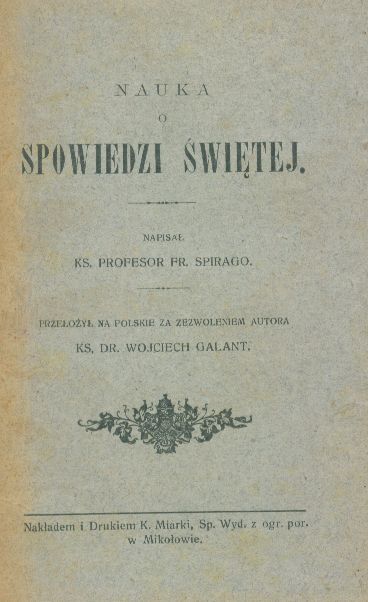 NAUKA
O
SPOWIEDZI ŚWIĘTEJ.
NAPISAŁ
KS. PROFESOR FR. SPIRAGO.
PRZEŁOŻYŁ NA POLSKIE ZA ZEZWOLENIEM AUTORA
KS. DR. WOJCIECH GALANT.
Nakładem i Drukiem K. Miarki, Sp. Wyd. z ogr. por.
w Mikołowie.